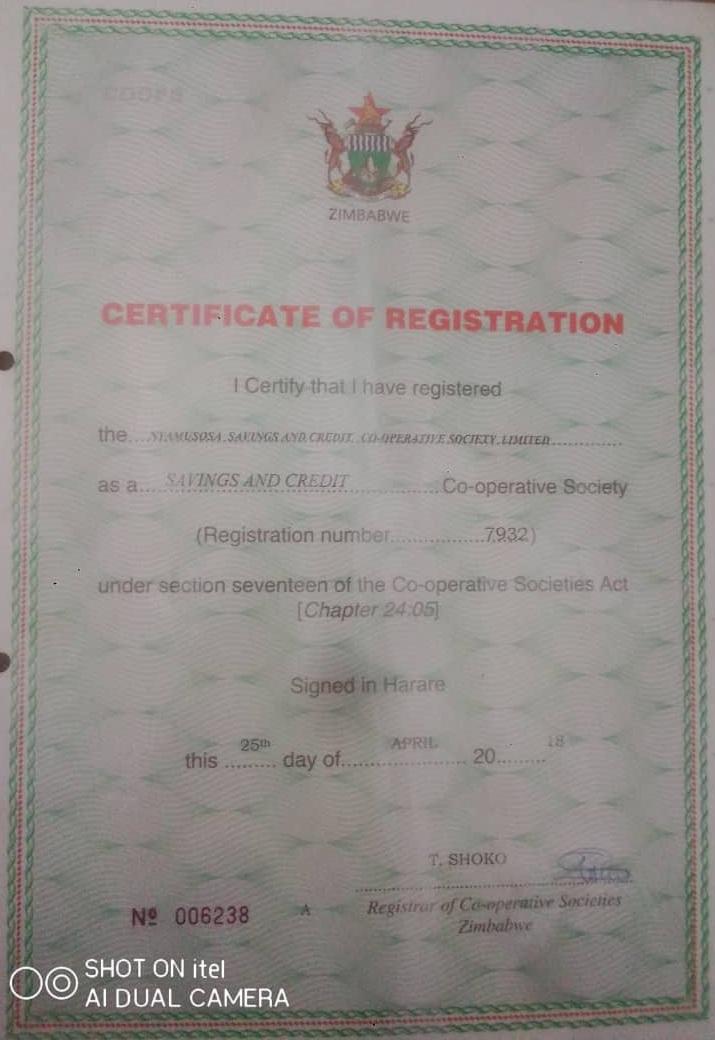 COOPS
ZIMBABWE
CERTIFICATE OF REGISTRATION
I Certify that I have registered
the....NYAMUSOSA SAVINGS AND CREDIT CO-OPERATIVE SOCIETY LIMITED................
as a.....SAVINGS AND CREDIT.................Co-operative Society
(Registration number.................7932)
under section seventeen of the Co-operative Societies Act
[Chapter 24:05]
Signed in Harare
this 25th day of APRIL 2018
T. SHOKO
Nº 006238 A Registrar of Co-operative Societies
Zimbabwe
SHOT ON itel
AI DUAL CAMERA